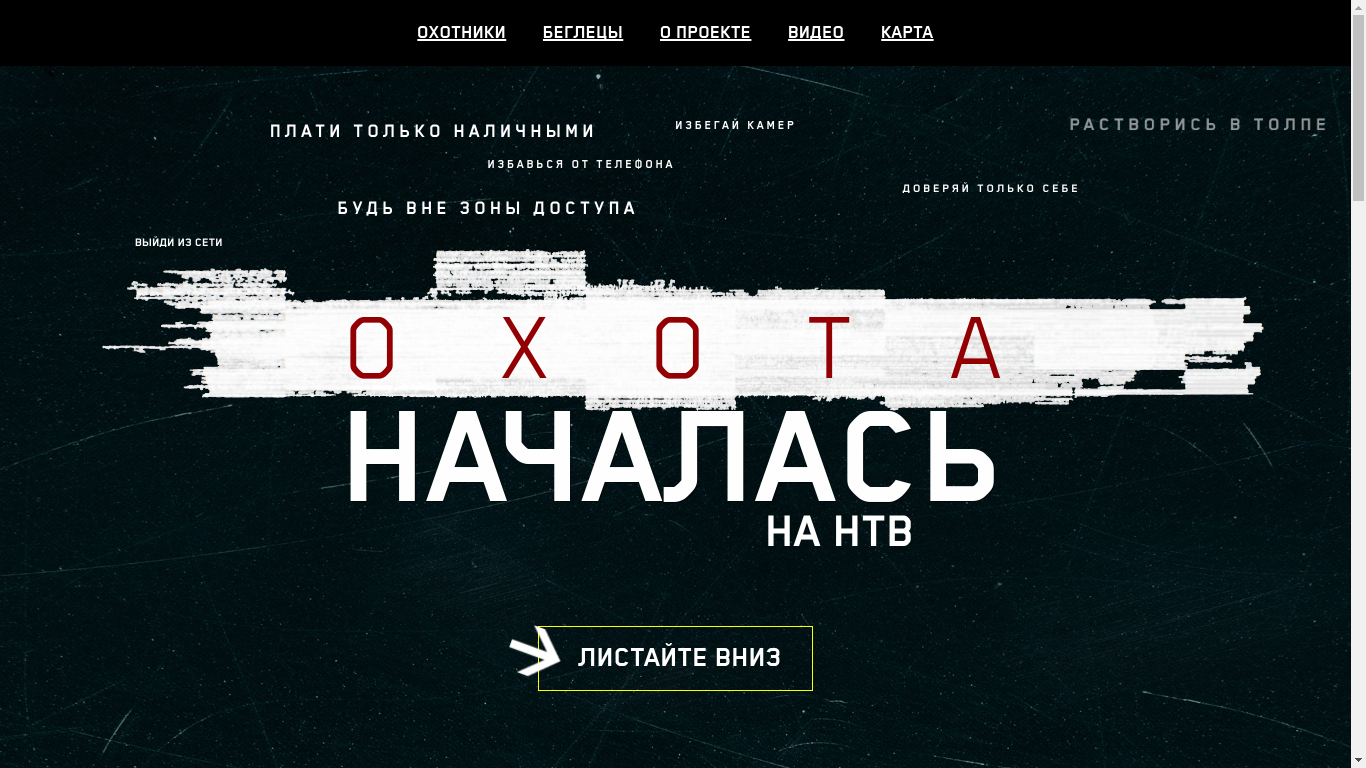 ОХОТНИКИ БЕГЛЕЦЫ О ПРОЕКТЕ ВИДЕО КАРТА
ПЛАТИ ТОЛЬКО НАЛИЧНЫМИ
ИЗБЕГАЙ КАМЕР
РАСТВОРИСЬ В ТОЛПЕ
ИЗБАВЬСЯ ОТ ТЕЛЕФОНА
ДОВЕРЯЙ ТОЛЬКО СЕБЕ
БУДЬ ВНЕ ЗОНЫ ДОСТУПА
ВЫЙДИ ИЗ СЕТИ
ОХОТА
НАЧАЛАСЬ
НА НТВ
ЛИСТАЙТЕ ВНИЗ